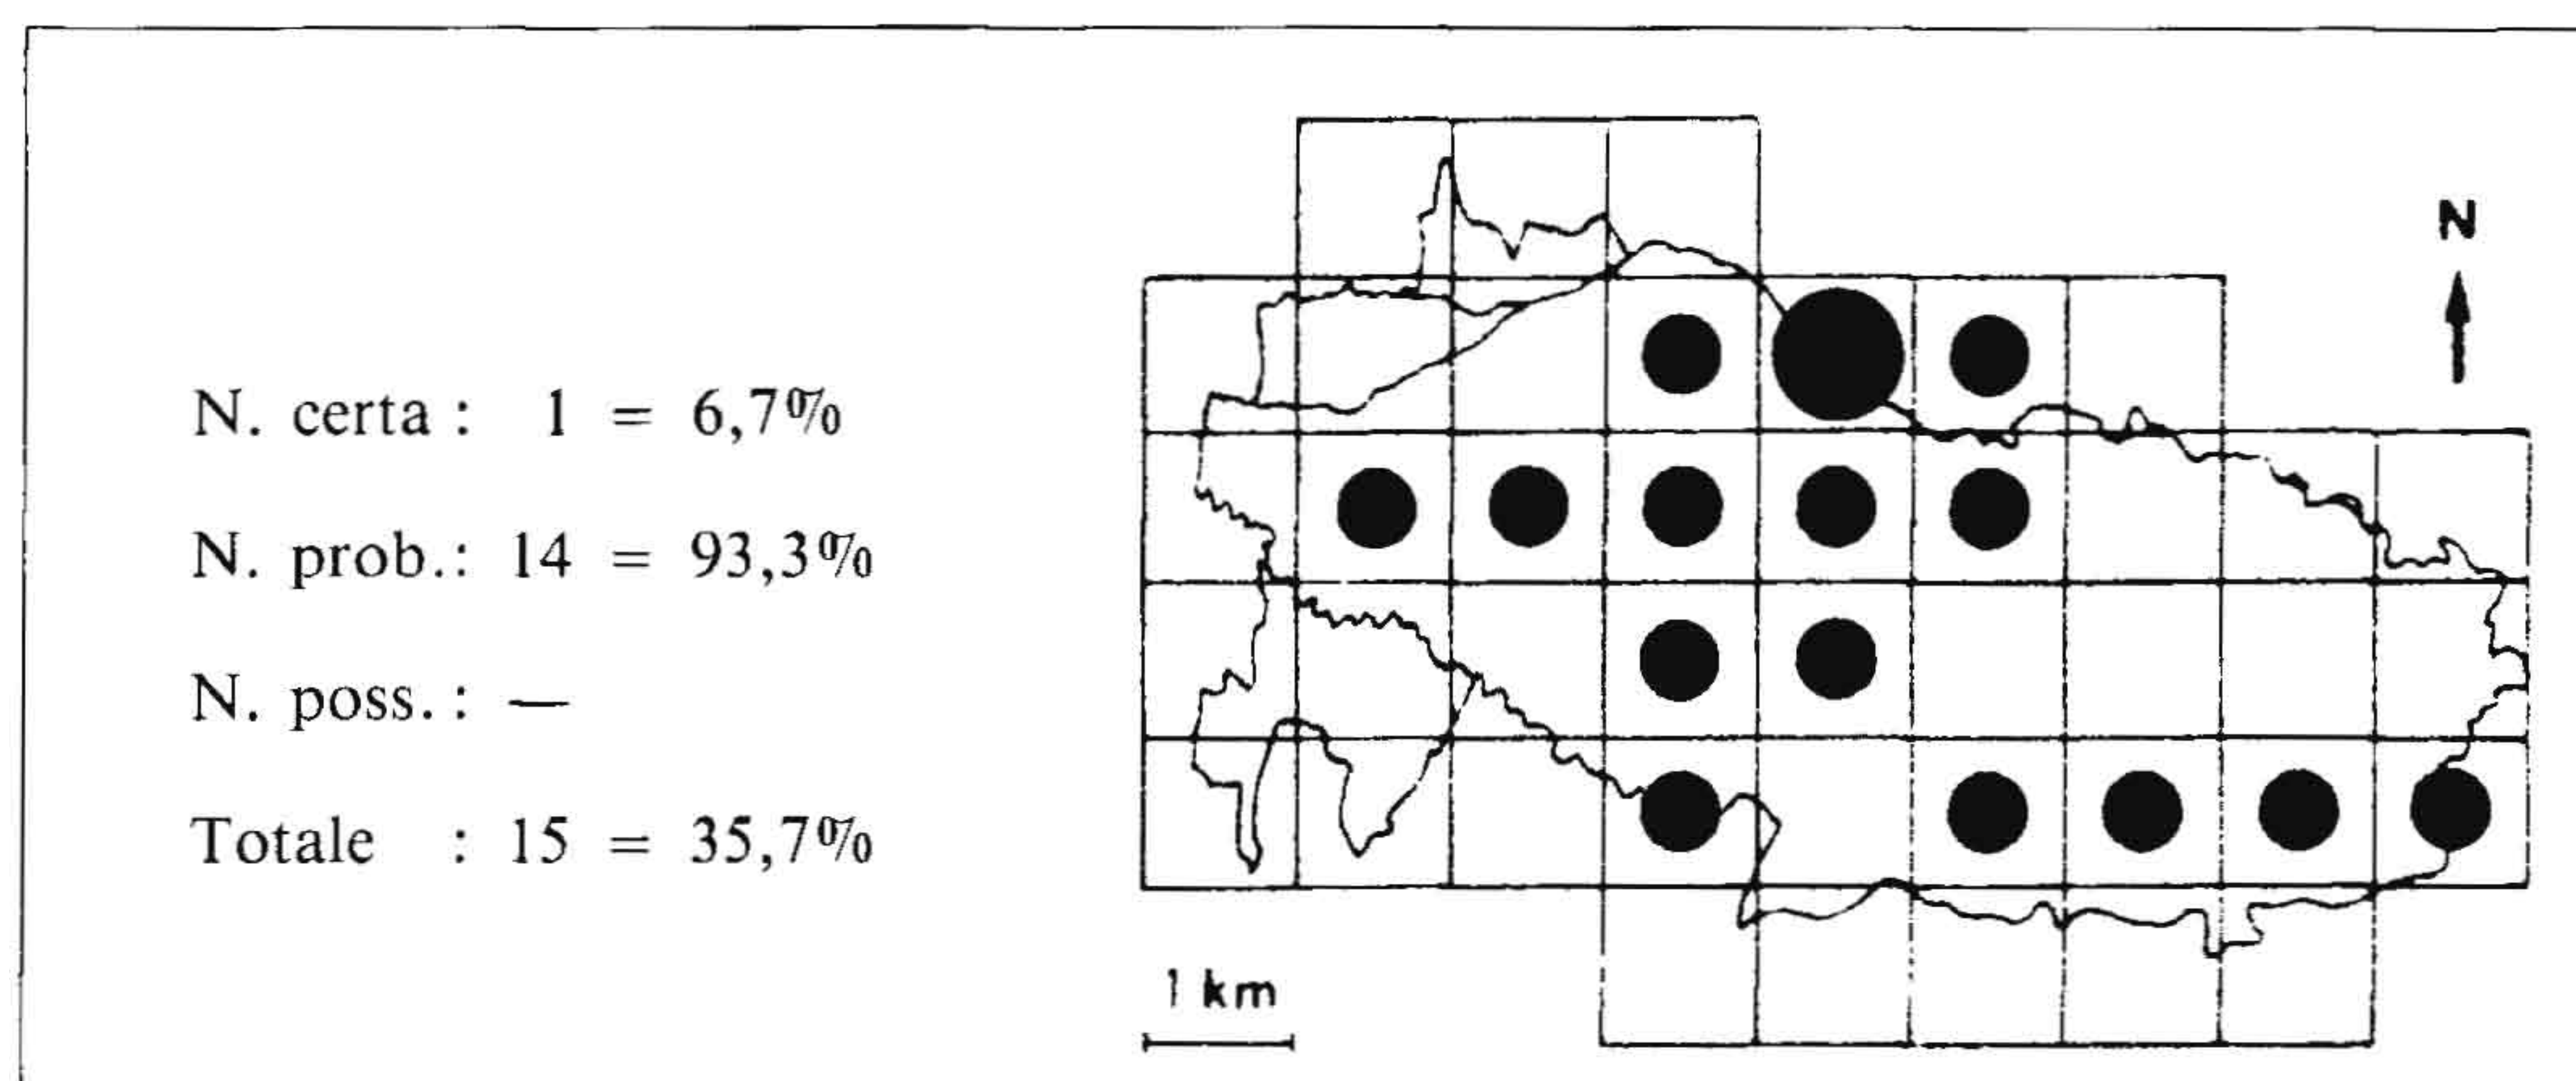 N. certa : 1 = 6,7%
N. prob.: 14 = 93,3%
N. poss. : —
Totale : 15 = 35,7%
N
1 km